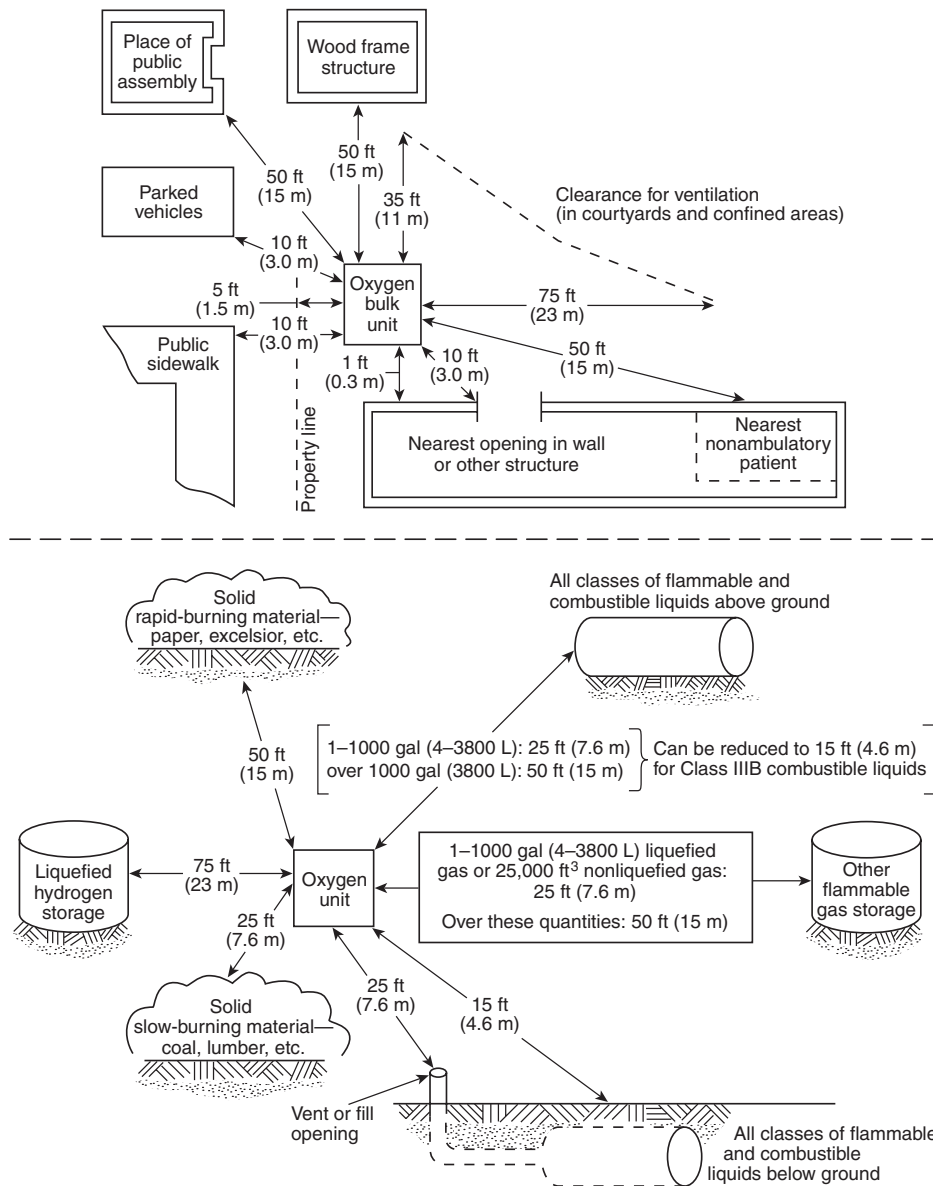 Place of
public
assembly
Wood frame
structure
50 ft
(15 m)
50 ft
(15 m)
35 ft
(11 m)
Clearance for ventilation
(in courtyards and confined areas)
Parked
vehicles
10 ft
(3.0 m)
5 ft
(1.5 m)
Oxygen
bulk
unit
75 ft
(23 m)
10 ft
(3.0 m)
Public
sidewalk
1 ft
(0.3 m)
10 ft
(3.0 m)
50 ft
(15 m)
Property line
Nearest opening in wall
or other structure
Nearest
nonambulatory
patient
Solid
rapid-burning material—
paper, excelsior, etc.
All classes of flammable and
combustible liquids above ground
50 ft
(15 m)
1–1000 gal (4–3800 L): 25 ft (7.6 m)
over 1000 gal (3800 L): 50 ft (15 m)
Can be reduced to 15 ft (4.6 m)
for Class IIIB combustible liquids
Liquefied
hydrogen
storage
75 ft
(23 m)
Oxygen
unit
1–1000 gal (4–3800 L) liquefied
gas or 25,000 ft³ nonliquefied gas:
25 ft (7.6 m)
Over these quantities: 50 ft (15 m)
Other
flammable
gas storage
25 ft
(7.6 m)
Solid
slow-burning material—
coal, lumber, etc.
25 ft
(7.6 m)
15 ft
(4.6 m)
Vent or fill
opening
All classes of flammable
and combustible
liquids below ground